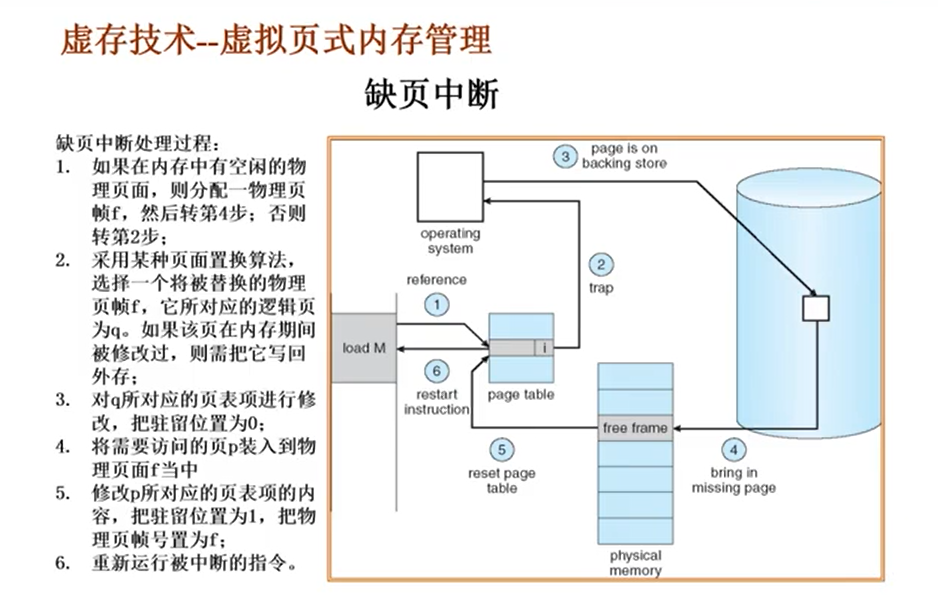 虚存技术--虚拟页式内存管理
缺页中断
缺页中断处理过程：
1. 如果在内存中有空闲的物
理页面，则分配一物理页
帧f，然后转第4步；否则
转第2步；
2. 采用某种页面置换算法，
选择一个将被替换的物理
页帧f，它所对应的逻辑页
为q。如果该页在内存期间
被修改过，则需把它写回
外存；
3. 对q所对应的页表项进行修
改，把驻留位置为0；
4. 将需要访问的页p装入到物
理页面f当中
5. 修改p所对应的页表项的内
容，把驻留位置为1，把物
理页帧号置为f；
6. 重新运行被中断的指令。
3
page is on
backing store
operating
system
2
trap
reference
1
load M
i
6
restart
instruction
page table
free frame
5
reset page
table
4
bring in
missing page
physical
memory